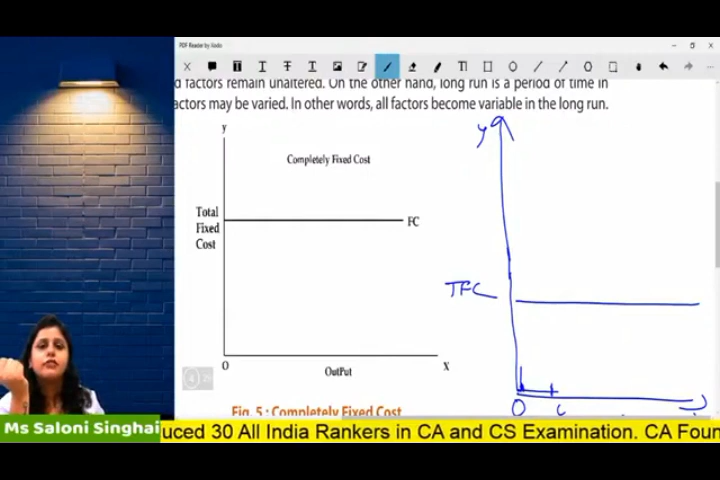 PDF Reader by Xodo
d factors remain unaltered. On the other hand, long run is a period of time in
actors may be varied. In other words, all factors become variable in the long run.
y
Completely Fixed Cost
Total
Fixed
Cost
FC
O
OutPut
X
Fig. 5 : Completely Fixed Cost
y
TFC
O
Ms Saloni Singhai
uced 30 All India Rankers in CA and CS Examination. CA Foun